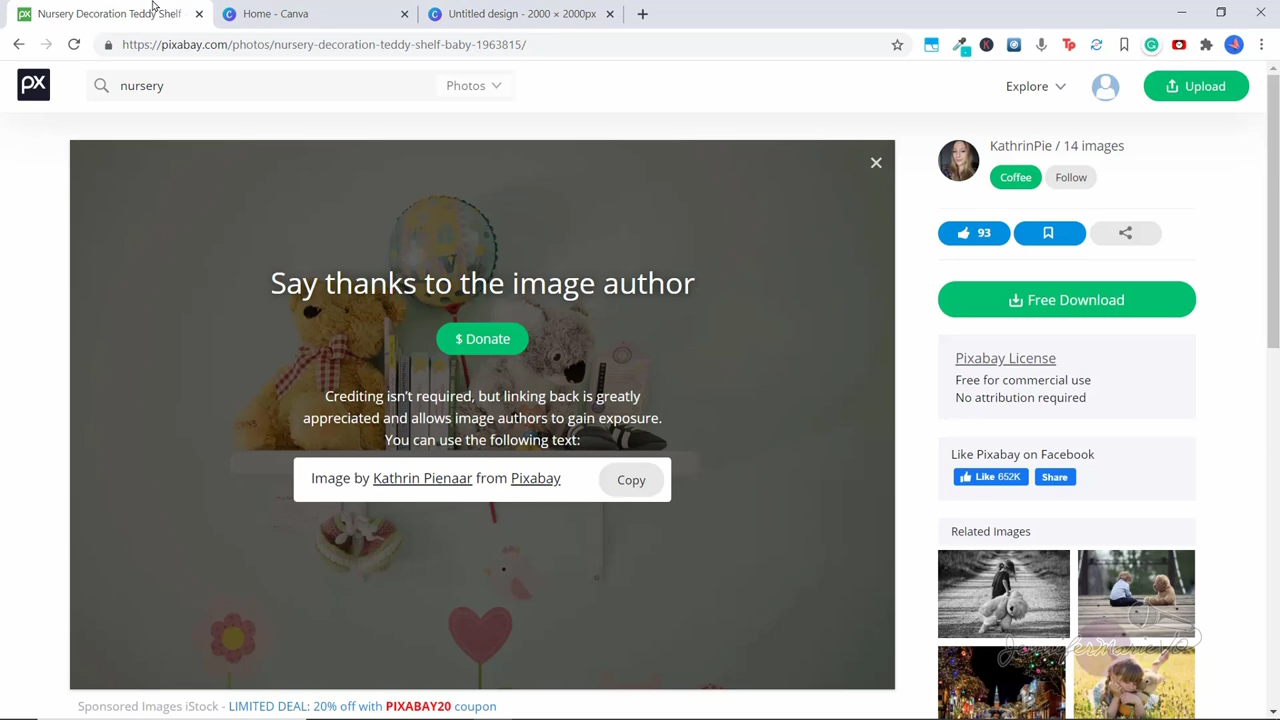 Nursery Decoration Teddy Shelf
Home - Canva
Untitled design - 2000 × 2000px
https://pixabay.com/photos/nursery-decoration-teddy-shelf-baby-1963815/
px
nursery
Photos
Explore
Upload
KathrinPie / 14 images
Coffee
Follow
93
Say thanks to the image author
$ Donate
Free Download
Crediting isn't required, but linking back is greatly
appreciated and allows image authors to gain exposure.
You can use the following text:
Image by Kathrin Pienaar from Pixabay
Copy
Pixabay License
Free for commercial use
No attribution required
Like Pixabay on Facebook
Like 652K
Share
Related Images
JenniferMarieVO
Sponsored Images iStock - LIMITED DEAL: 20% off with PIXABAY20 coupon